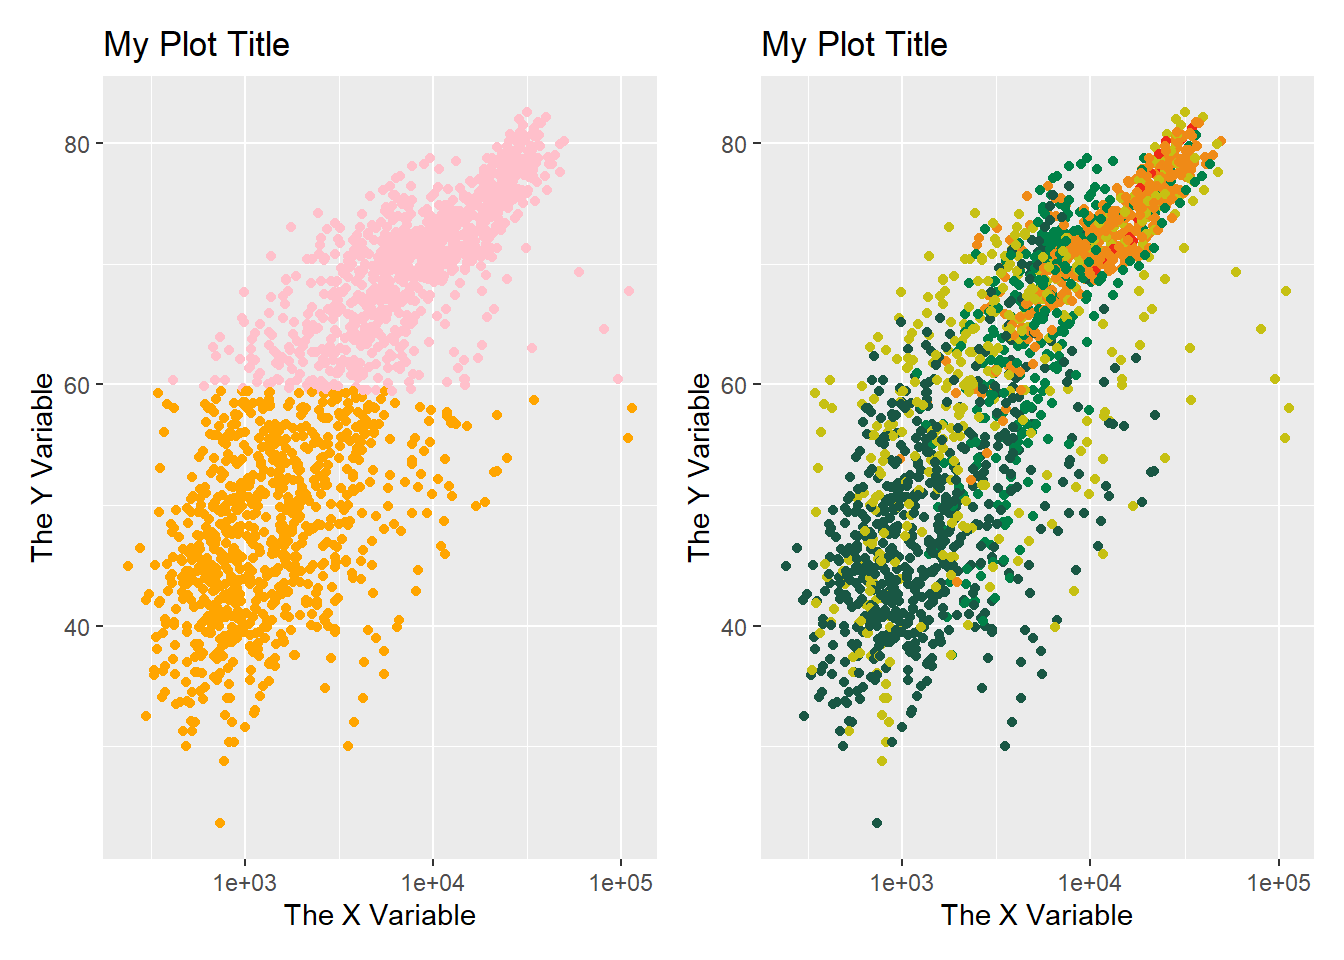 My Plot Title
The Y Variable
80
60
40
1e+03 1e+04 1e+05
The X Variable
My Plot Title
The Y Variable
80
60
40
1e+03 1e+04 1e+05
The X Variable